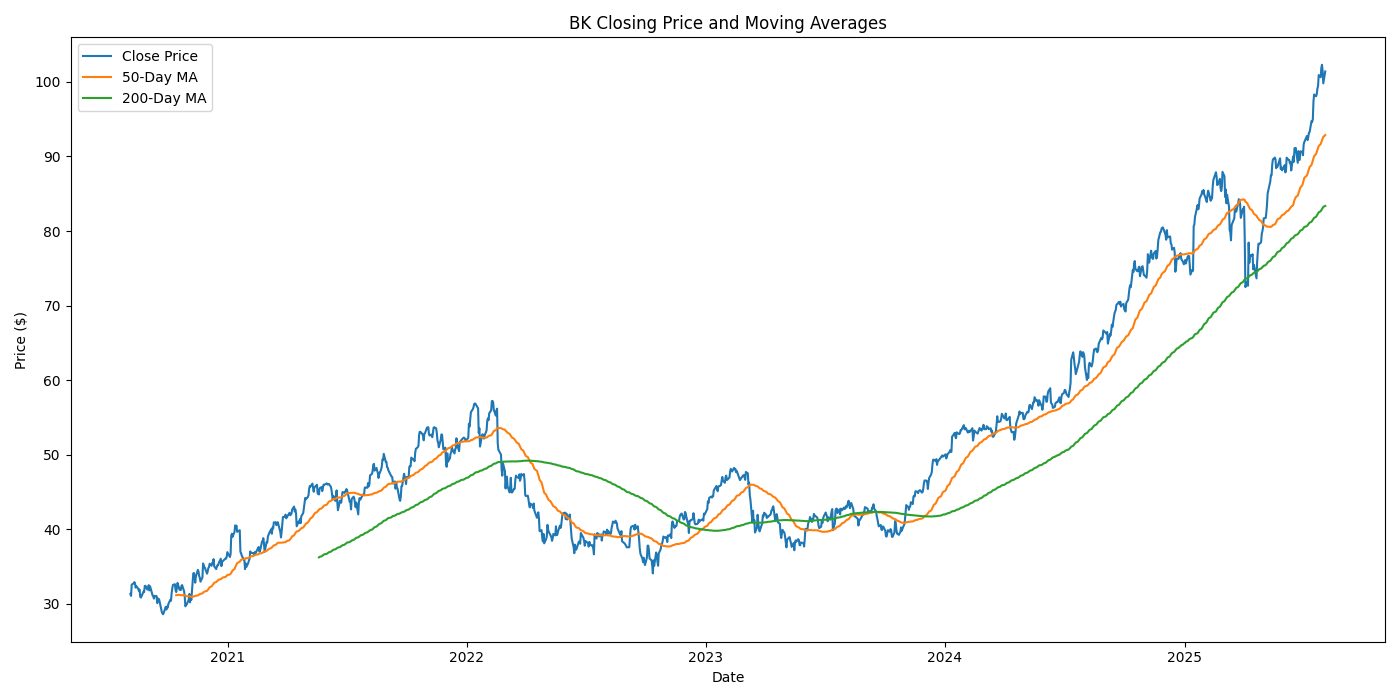 BK Closing Price and Moving Averages
Close Price
50-Day MA
200-Day MA
100
90
80
70
60
50
40
30
Price ($)
2021 2022 2023 2024 2025
Date